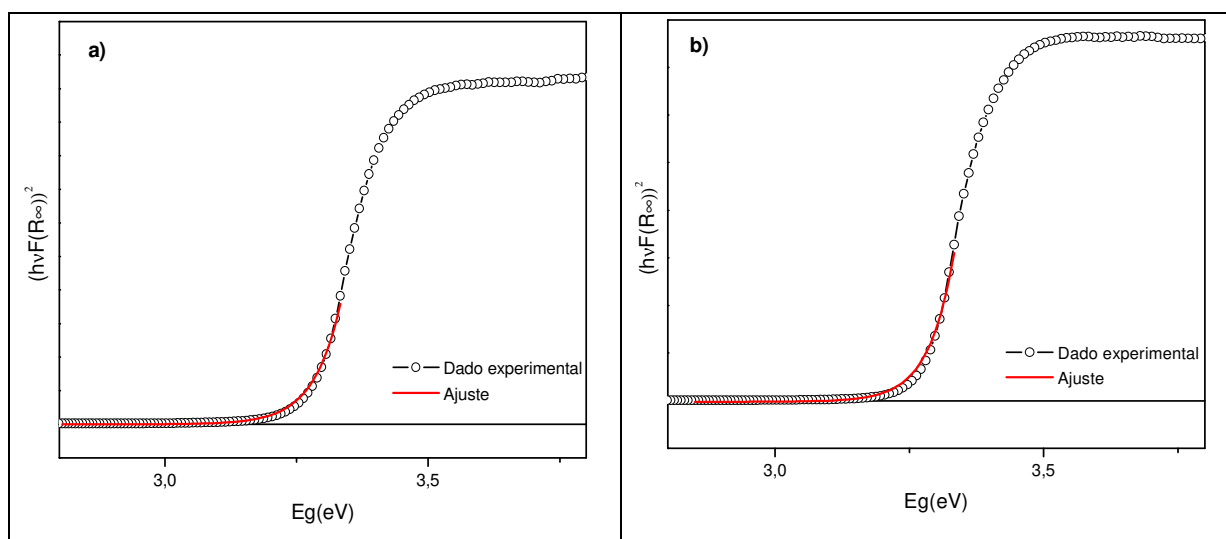 a)
(hνF(R∞))²
Dado experimental
Ajuste
3,0 3,5
Eg(eV)
b)
(hνF(R∞))²
Dado experimental
Ajuste
3,0 3,5
Eg(eV)